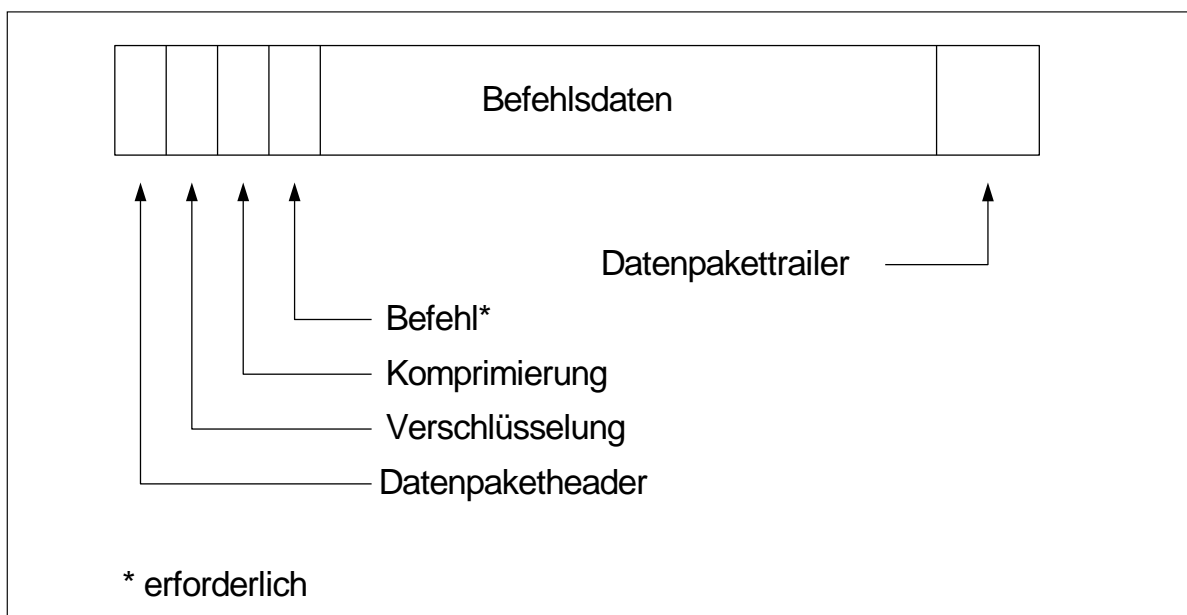 Befehlsdaten
Datenpakettrailer
Befehl*
Komprimierung
Verschlüsselung
Datenpaketheader
* erforderlich